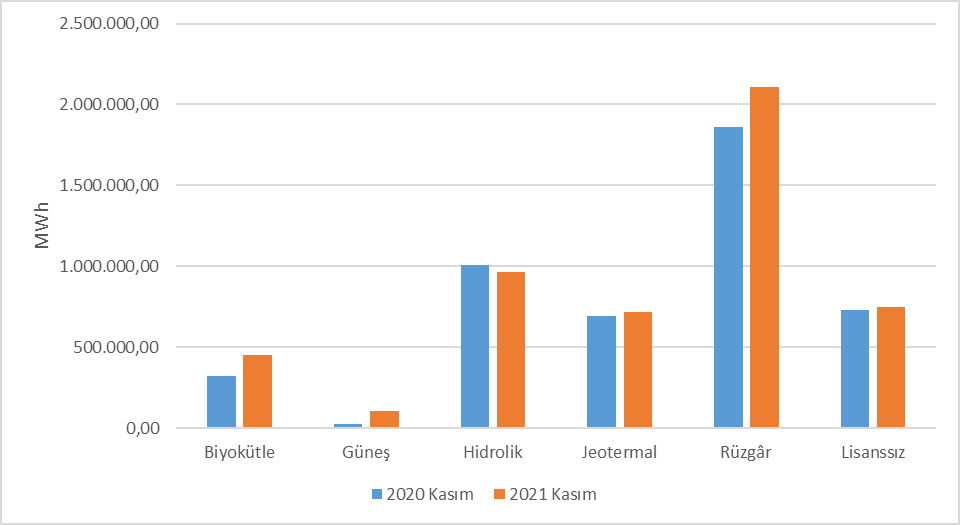 2.500.000,00
2.000.000,00
1.500.000,00
1.000.000,00
500.000,00
0,00
MWh
Biyokütle Güneş Hidrolik Jeotermal Rüzgâr Lisanssız
2020 Kasım 2021 Kasım